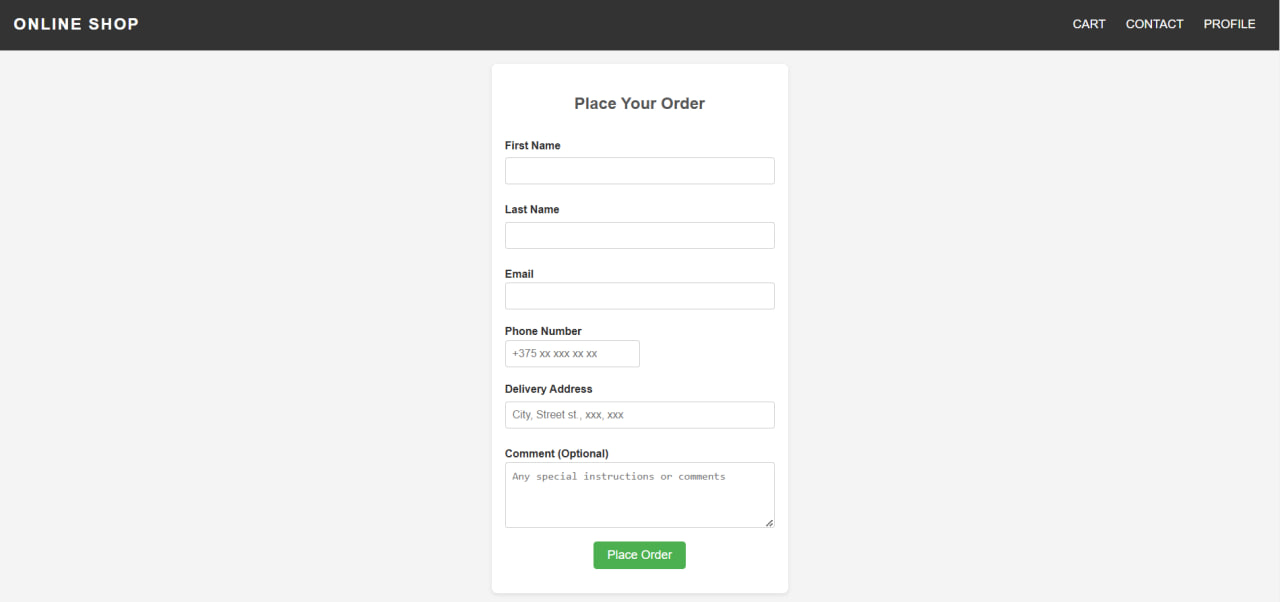 ONLINE SHOP
CART CONTACT PROFILE
Place Your Order
First Name
Last Name
Email
Phone Number
+375 xx xxx xx xx
Delivery Address
City, Street st., xxx, xxx
Comment (Optional)
Any special instructions or comments
Place Order